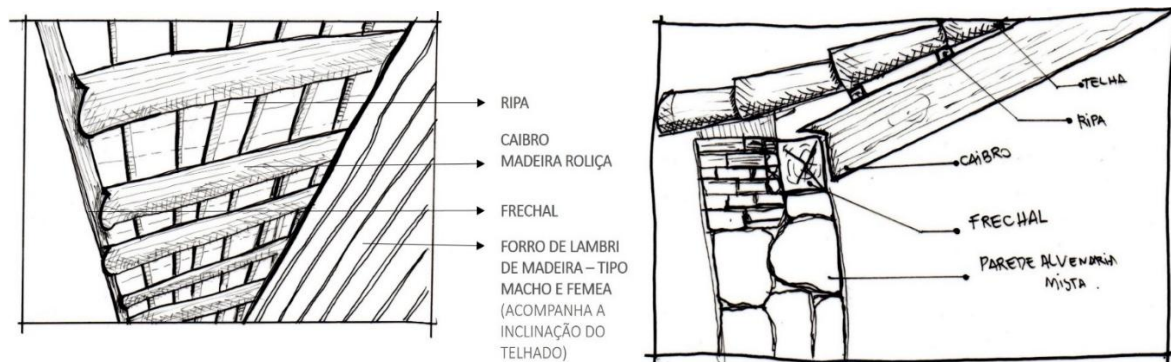 RIPA
CAIBRO
MADEIRA ROLIÇA
FRECHAL
FORRO DE LAMBRI
DE MADEIRA – TIPO
MACHO E FEMEA
(ACOMPANHA A
INCLINAÇÃO DO
TELHADO)
TELHA
RIPA
CAIBRO
FRECHAL
PAREDE ALVENARIA
MISTA.